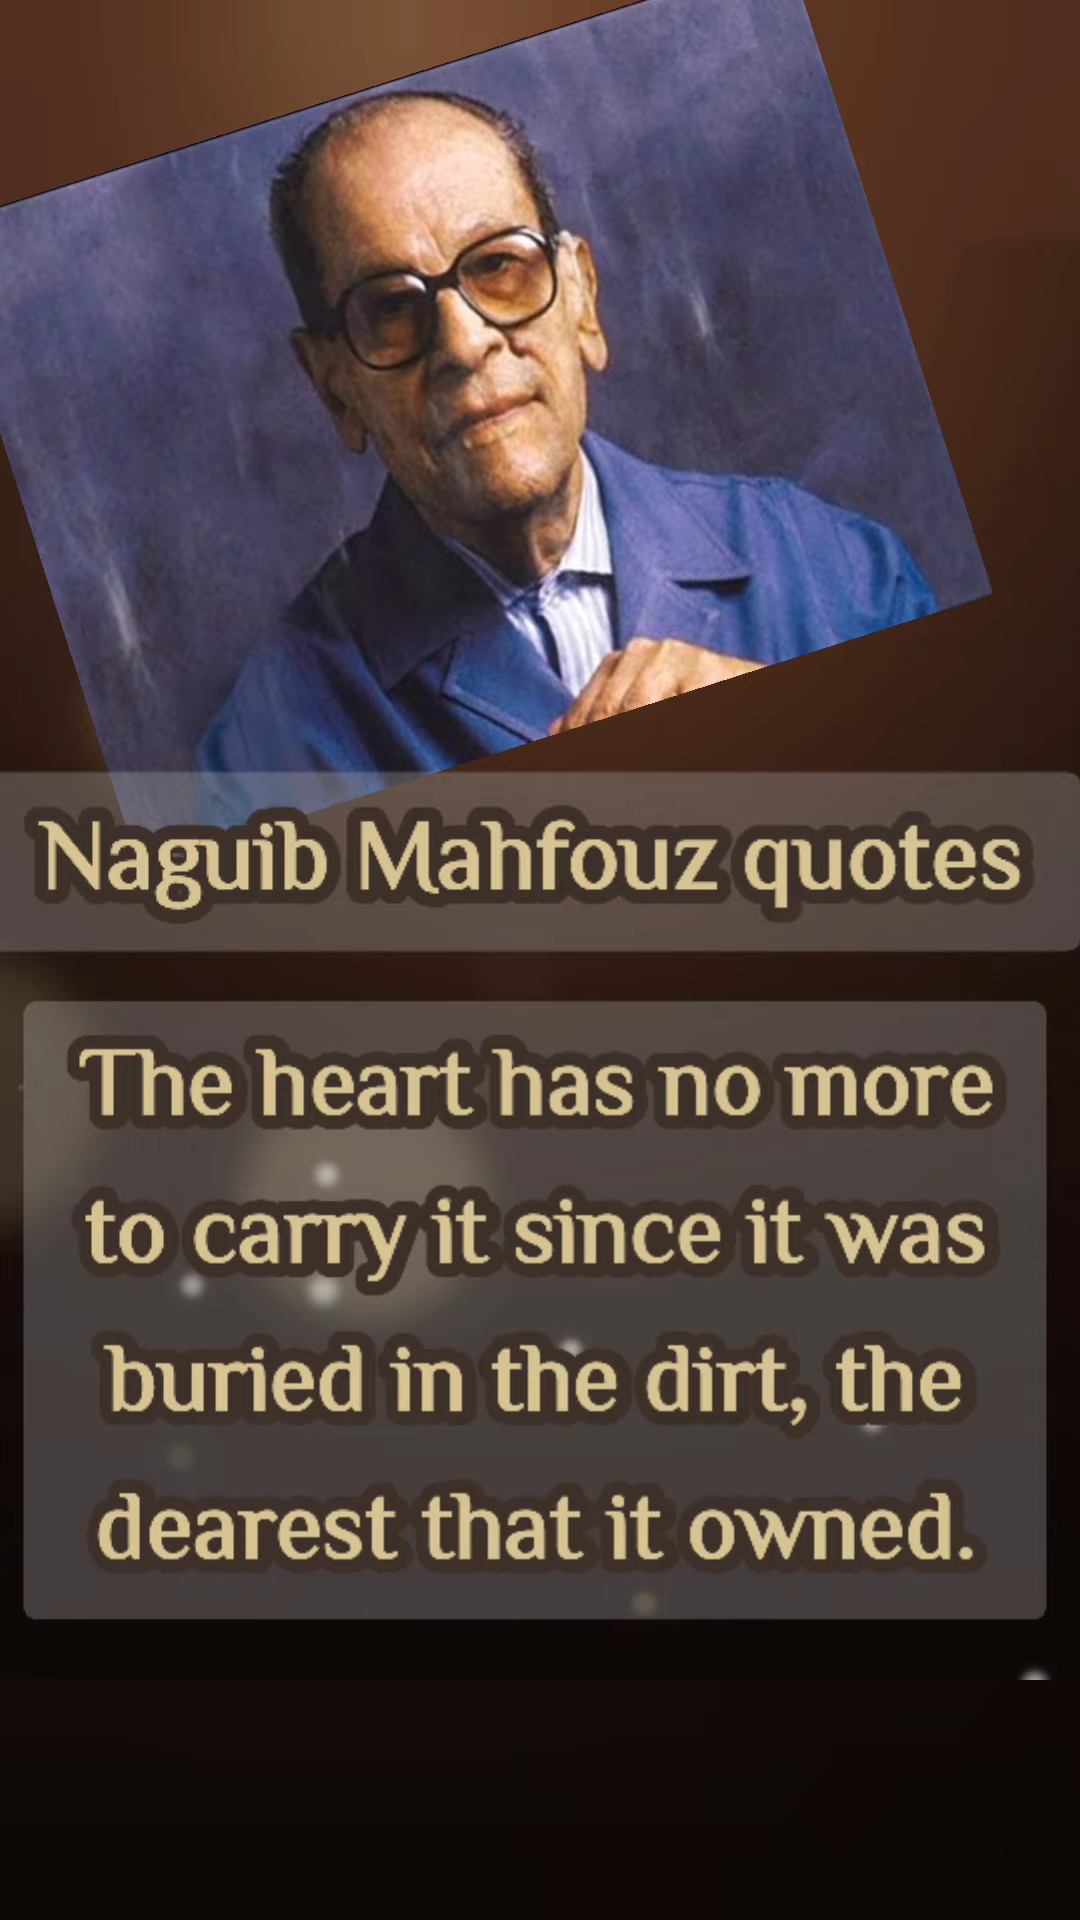 Naguib Mahfouz quotes
The heart has no more
to carry it since it was
buried in the dirt, the
dearest that it owned.